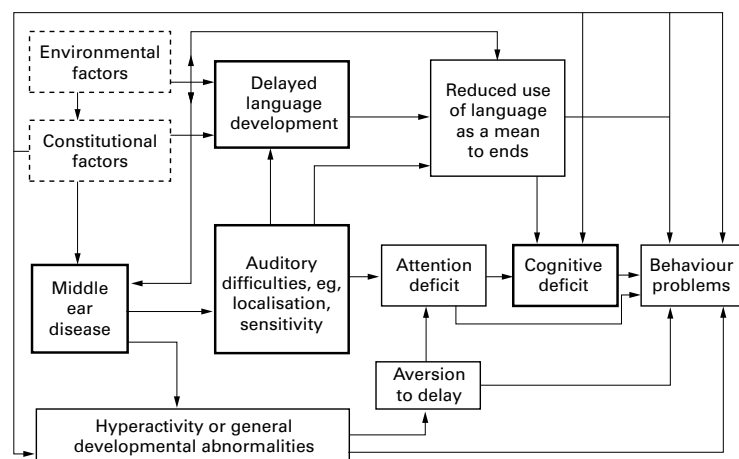 Environmental
factors
Constitutional
factors
Delayed
language
development
Reduced use
of language
as a mean
to ends
Middle
ear
disease
Auditory
difficulties, eg,
localisation,
sensitivity
Attention
deficit
Cognitive
deficit
Behaviour
problems
Aversion
to delay
Hyperactivity or general
developmental abnormalities